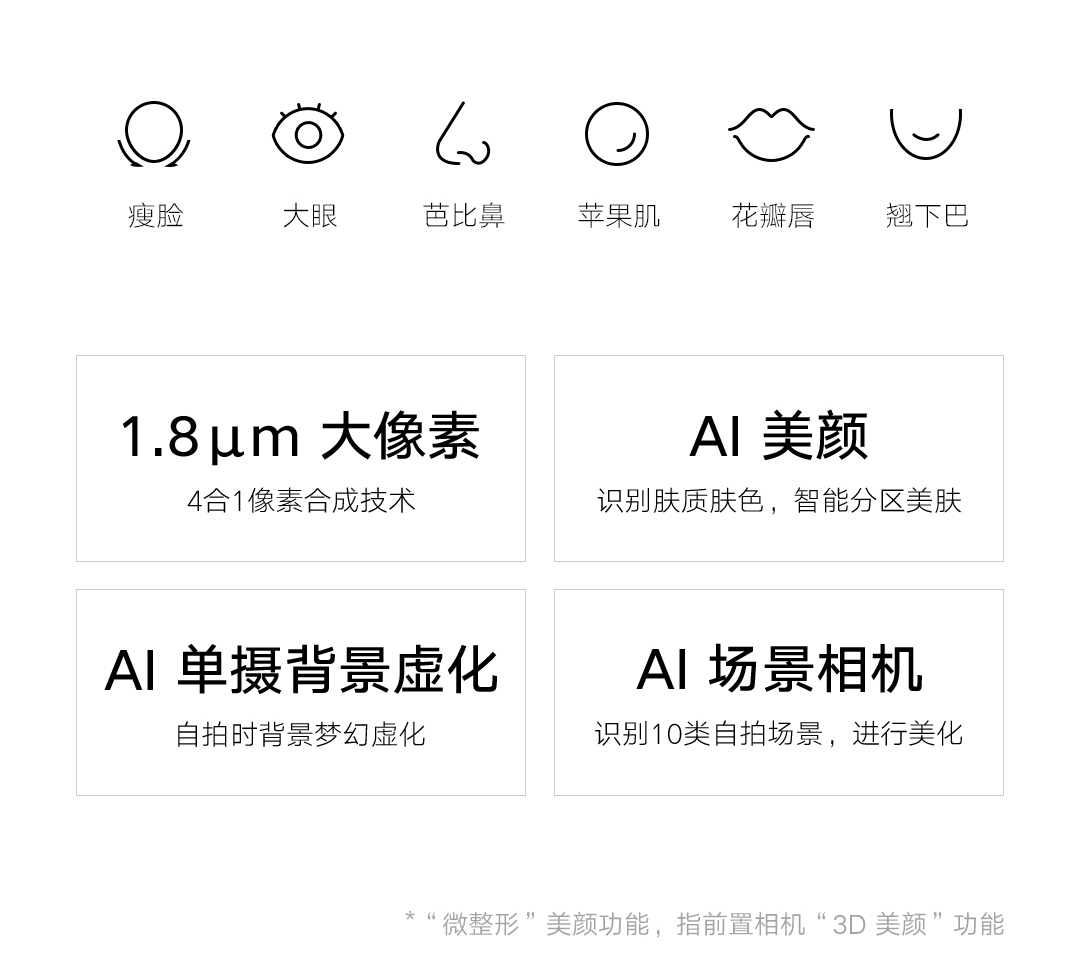 瘦脸 大眼 芭比鼻 苹果肌 花瓣唇 翘下巴
1.8μm 大像素
4合1像素合成技术
AI 美颜
识别肤质肤色，智能分区美肤
AI 单摄背景虚化
自拍时背景梦幻虚化
AI 场景相机
识别10类自拍场景，进行美化
*“微整形”美颜功能，指前置相机“3D 美颜”功能